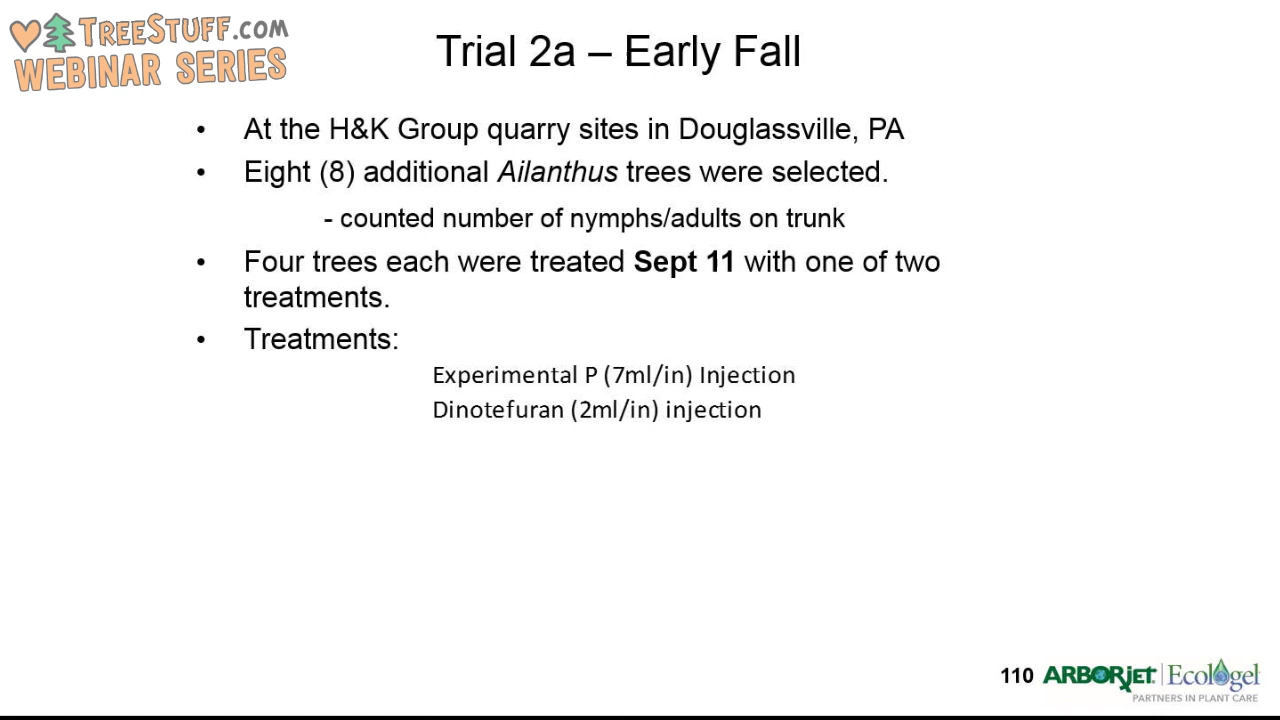 TREESTUFF.COM
WEBINAR SERIES
Trial 2a – Early Fall
• At the H&K Group quarry sites in Douglassville, PA
• Eight (8) additional Ailanthus trees were selected.
- counted number of nymphs/adults on trunk
• Four trees each were treated Sept 11 with one of two
treatments.
• Treatments:
Experimental P (7ml/in) Injection
Dinotefuran (2ml/in) injection
110 ARBORjET Ecologel
PARTNERS IN PLANT CARE